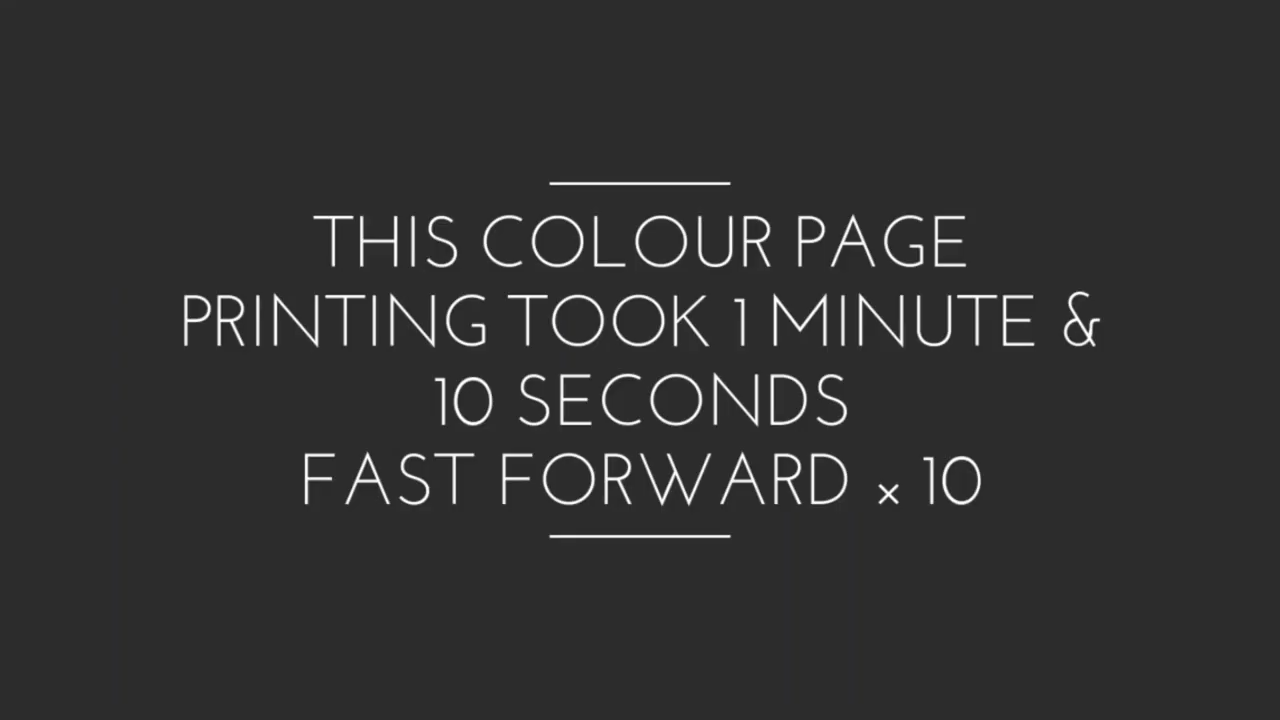 THIS COLOUR PAGE
PRINTING TOOK 1 MINUTE &
10 SECONDS
FAST FORWARD × 10